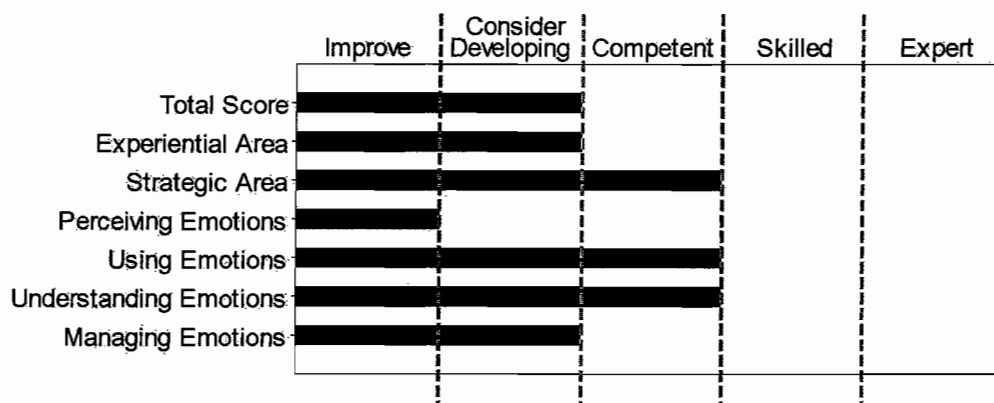 Improve
Consider
Developing
Competent
Skilled
Expert
Total Score
Experiential Area
Strategic Area
Perceiving Emotions
Using Emotions
Understanding Emotions
Managing Emotions